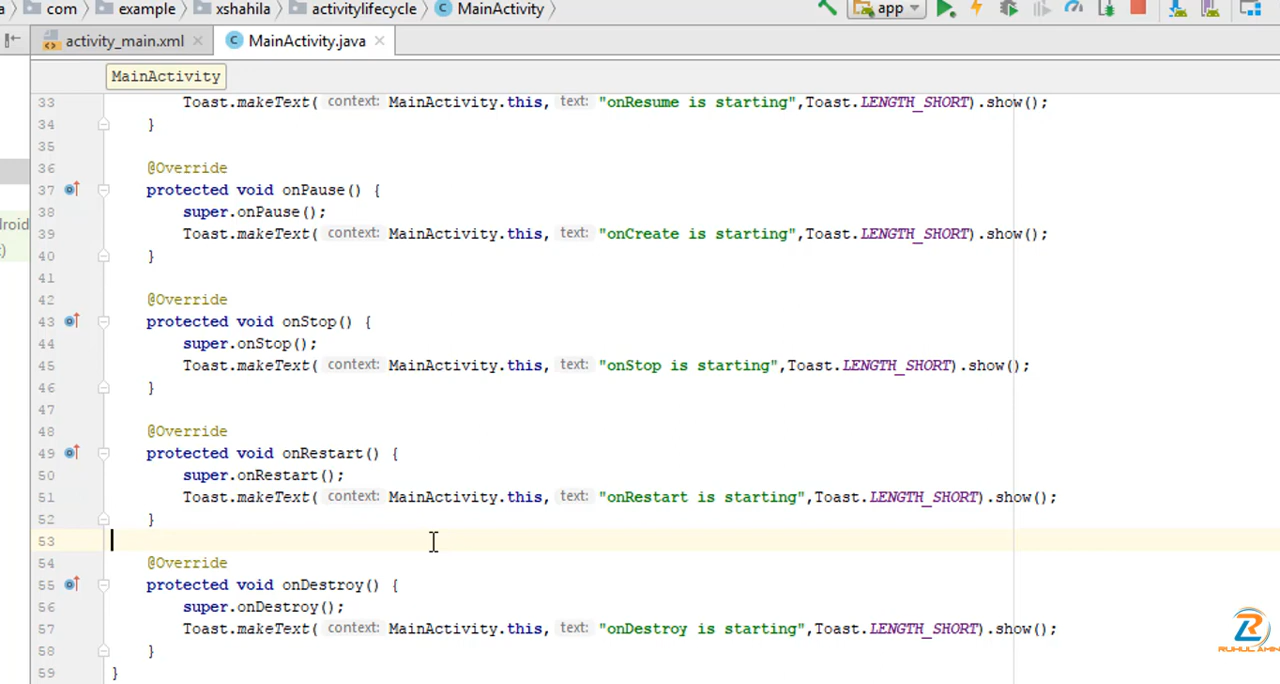 com example xshahila activitylifecycle MainActivity app
activity_main.xml MainActivity.java
MainActivity
33 Toast.makeText( context: MainActivity.this, text: "onResume is starting",Toast.LENGTH_SHORT).show();
34 }
35
36 @Override
37 protected void onPause() {
38 super.onPause();
39 Toast.makeText( context: MainActivity.this, text: "onCreate is starting",Toast.LENGTH_SHORT).show();
40 }
41
42 @Override
43 protected void onStop() {
44 super.onStop();
45 Toast.makeText( context: MainActivity.this, text: "onStop is starting",Toast.LENGTH_SHORT).show();
46 }
47
48 @Override
49 protected void onRestart() {
50 super.onRestart();
51 Toast.makeText( context: MainActivity.this, text: "onRestart is starting",Toast.LENGTH_SHORT).show();
52 }
53
54 @Override
55 protected void onDestroy() {
56 super.onDestroy();
57 Toast.makeText( context: MainActivity.this, text: "onDestroy is starting",Toast.LENGTH_SHORT).show();
58 }
59 }
RUHUL AMIN